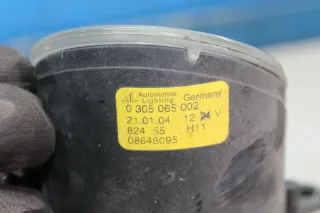 Automotive Germany
Lighting
0 305 065 002
21.01.04 12 V
824 55 H11
08648095